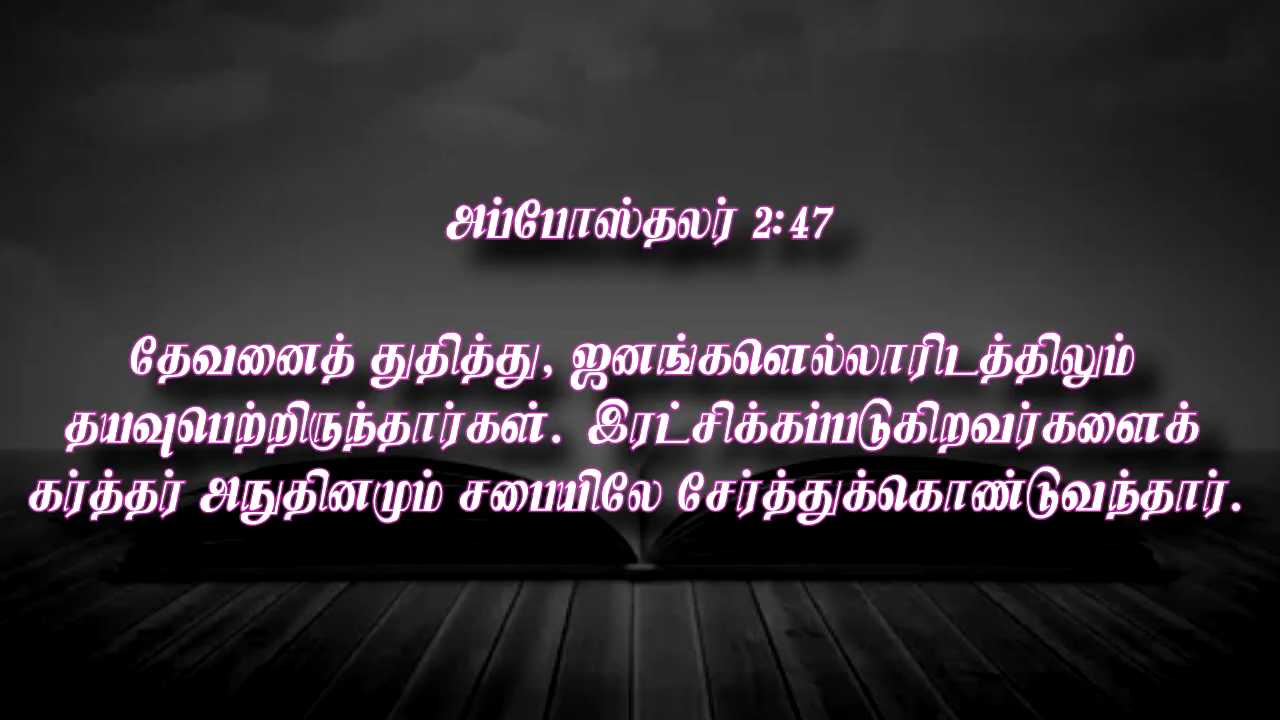 அப்போஸ்தலர் 2:47
தேவனைத் துதித்து, ஜனங்களெல்லாரிடத்திலும்
தயவுபெற்றிருந்தார்கள். இரட்சிக்கப்படுகிறவர்களைக்
கர்த்தர் அநுதினமும் சபையிலே சேர்த்துக்கொண்டுவந்தார்.